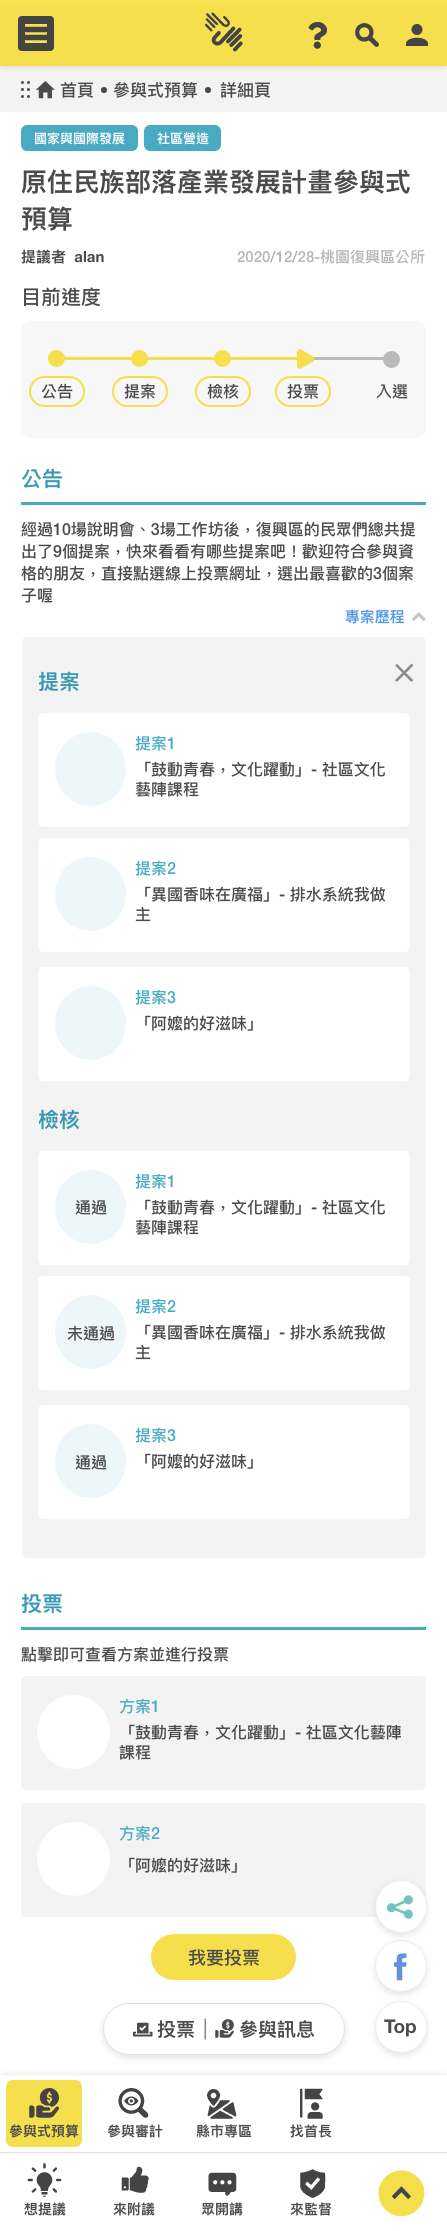 首頁 • 參與式預算 • 詳細頁
國家與國際發展 社區營造
原住民族部落產業發展計畫參與式
預算
提議者 alan 2020/12/28-桃園復興區公所
目前進度
公告 提案 檢核 投票 入選
公告
經過10場說明會、3場工作坊後，復興區的民眾們總共提
出了9個提案，快來看看有哪些提案吧！歡迎符合參與資
格的朋友，直接點選線上投票網址，選出最喜歡的3個案
子喔
專案歷程
提案
提案1
「鼓動青春，文化躍動」- 社區文化
藝陣課程
提案2
「異國香味在廣福」- 排水系統我做
主
提案3
「阿嬤的好滋味」
檢核
通過
提案1
「鼓動青春，文化躍動」- 社區文化
藝陣課程
未通過
提案2
「異國香味在廣福」- 排水系統我做
主
通過
提案3
「阿嬤的好滋味」
投票
點擊即可查看方案並進行投票
方案1
「鼓動青春，文化躍動」- 社區文化藝陣
課程
方案2
「阿嬤的好滋味」
我要投票
投票｜參與訊息
Top
參與式預算 參與審計 縣市專區 找首長
想提議 來附議 眾開講 來監督